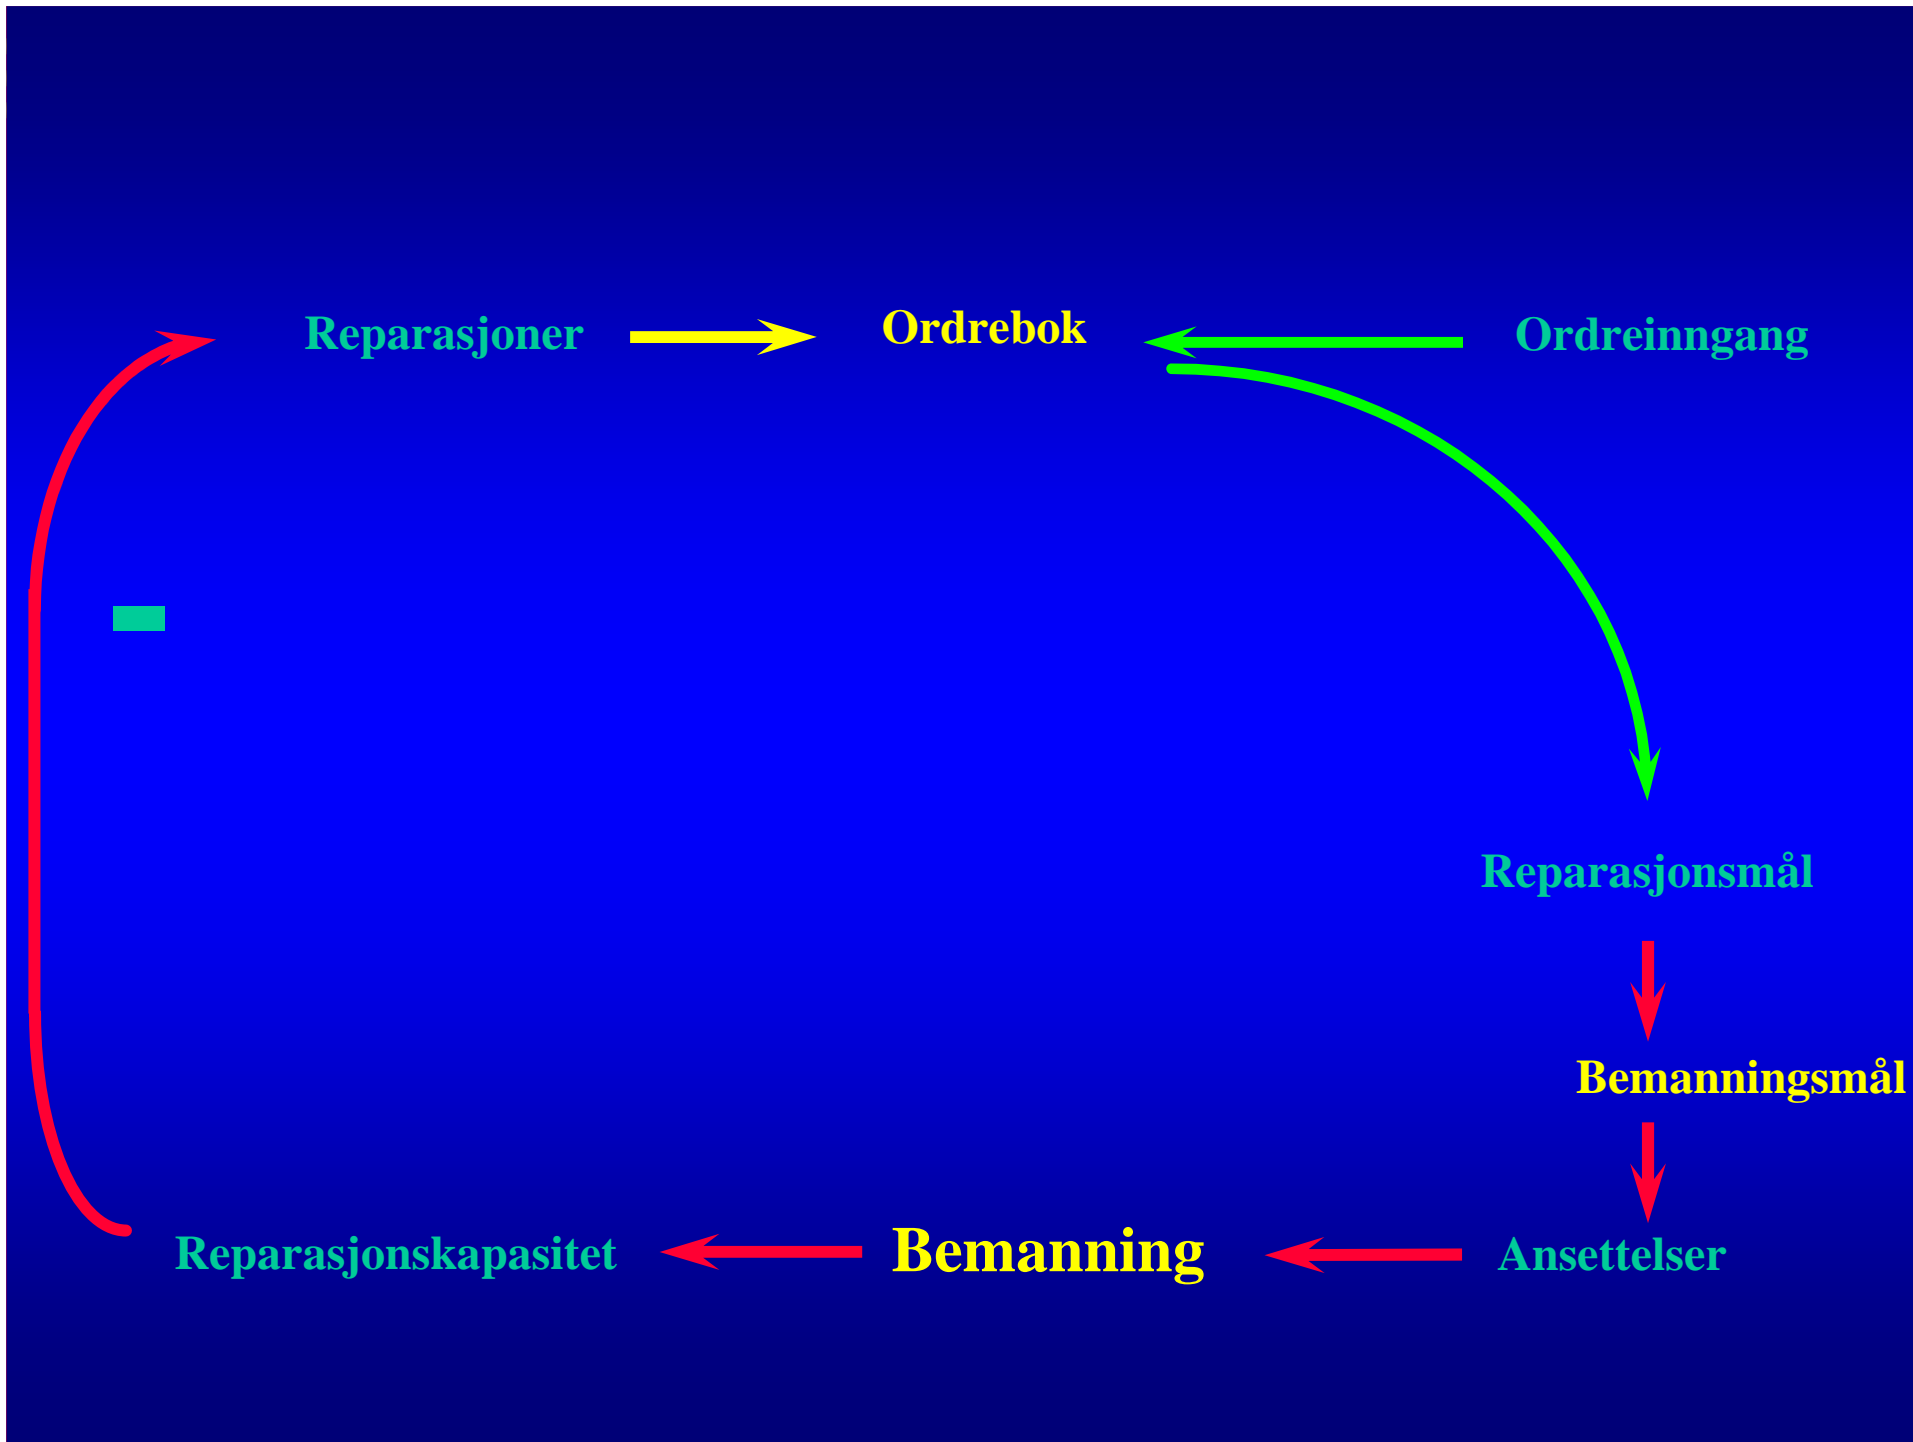 Reparasjoner
Ordrebok
Ordreinngang
Reparasjonsmål
Bemanningsmål
Reparasjonskapasitet
Bemanning
Ansettelser